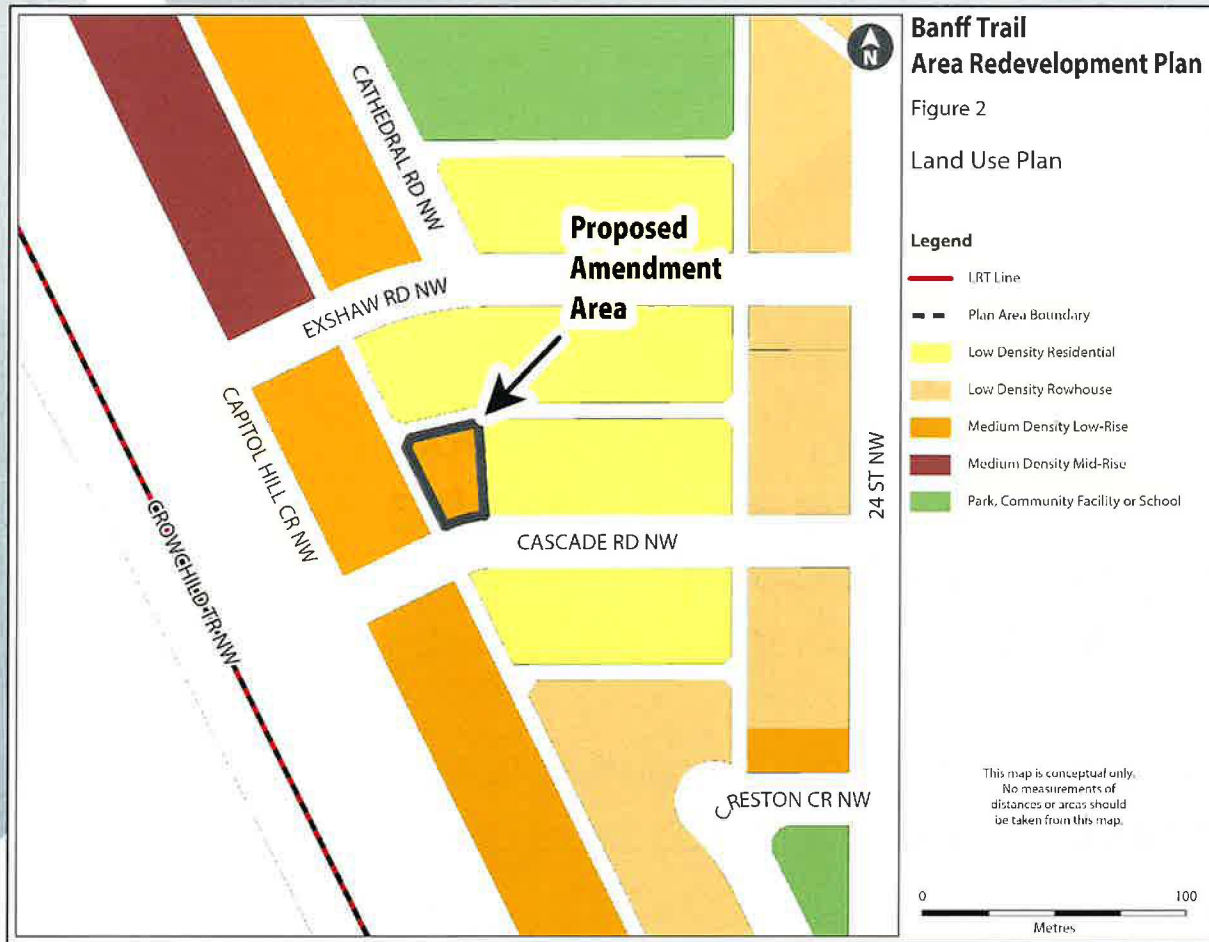 Banff Trail
Area Redevelopment Plan
Figure 2
Land Use Plan
Legend
LRT Line
Plan Area Boundary
Low Density Residential
Low Density Rowhouse
Medium Density Low-Rise
Medium Density Mid-Rise
Park, Community Facility or School
This map is conceptual only.
No measurements of
distances or areas should
be taken from this map.
0 100
Metres
N
CATHEDRAL RD NW
Proposed
Amendment
Area
EXSHAW RD NW
CAPITOL HILL CR NW
CROWCHILD TR NW
24 ST NW
CASCADE RD NW
CRESTON CR NW